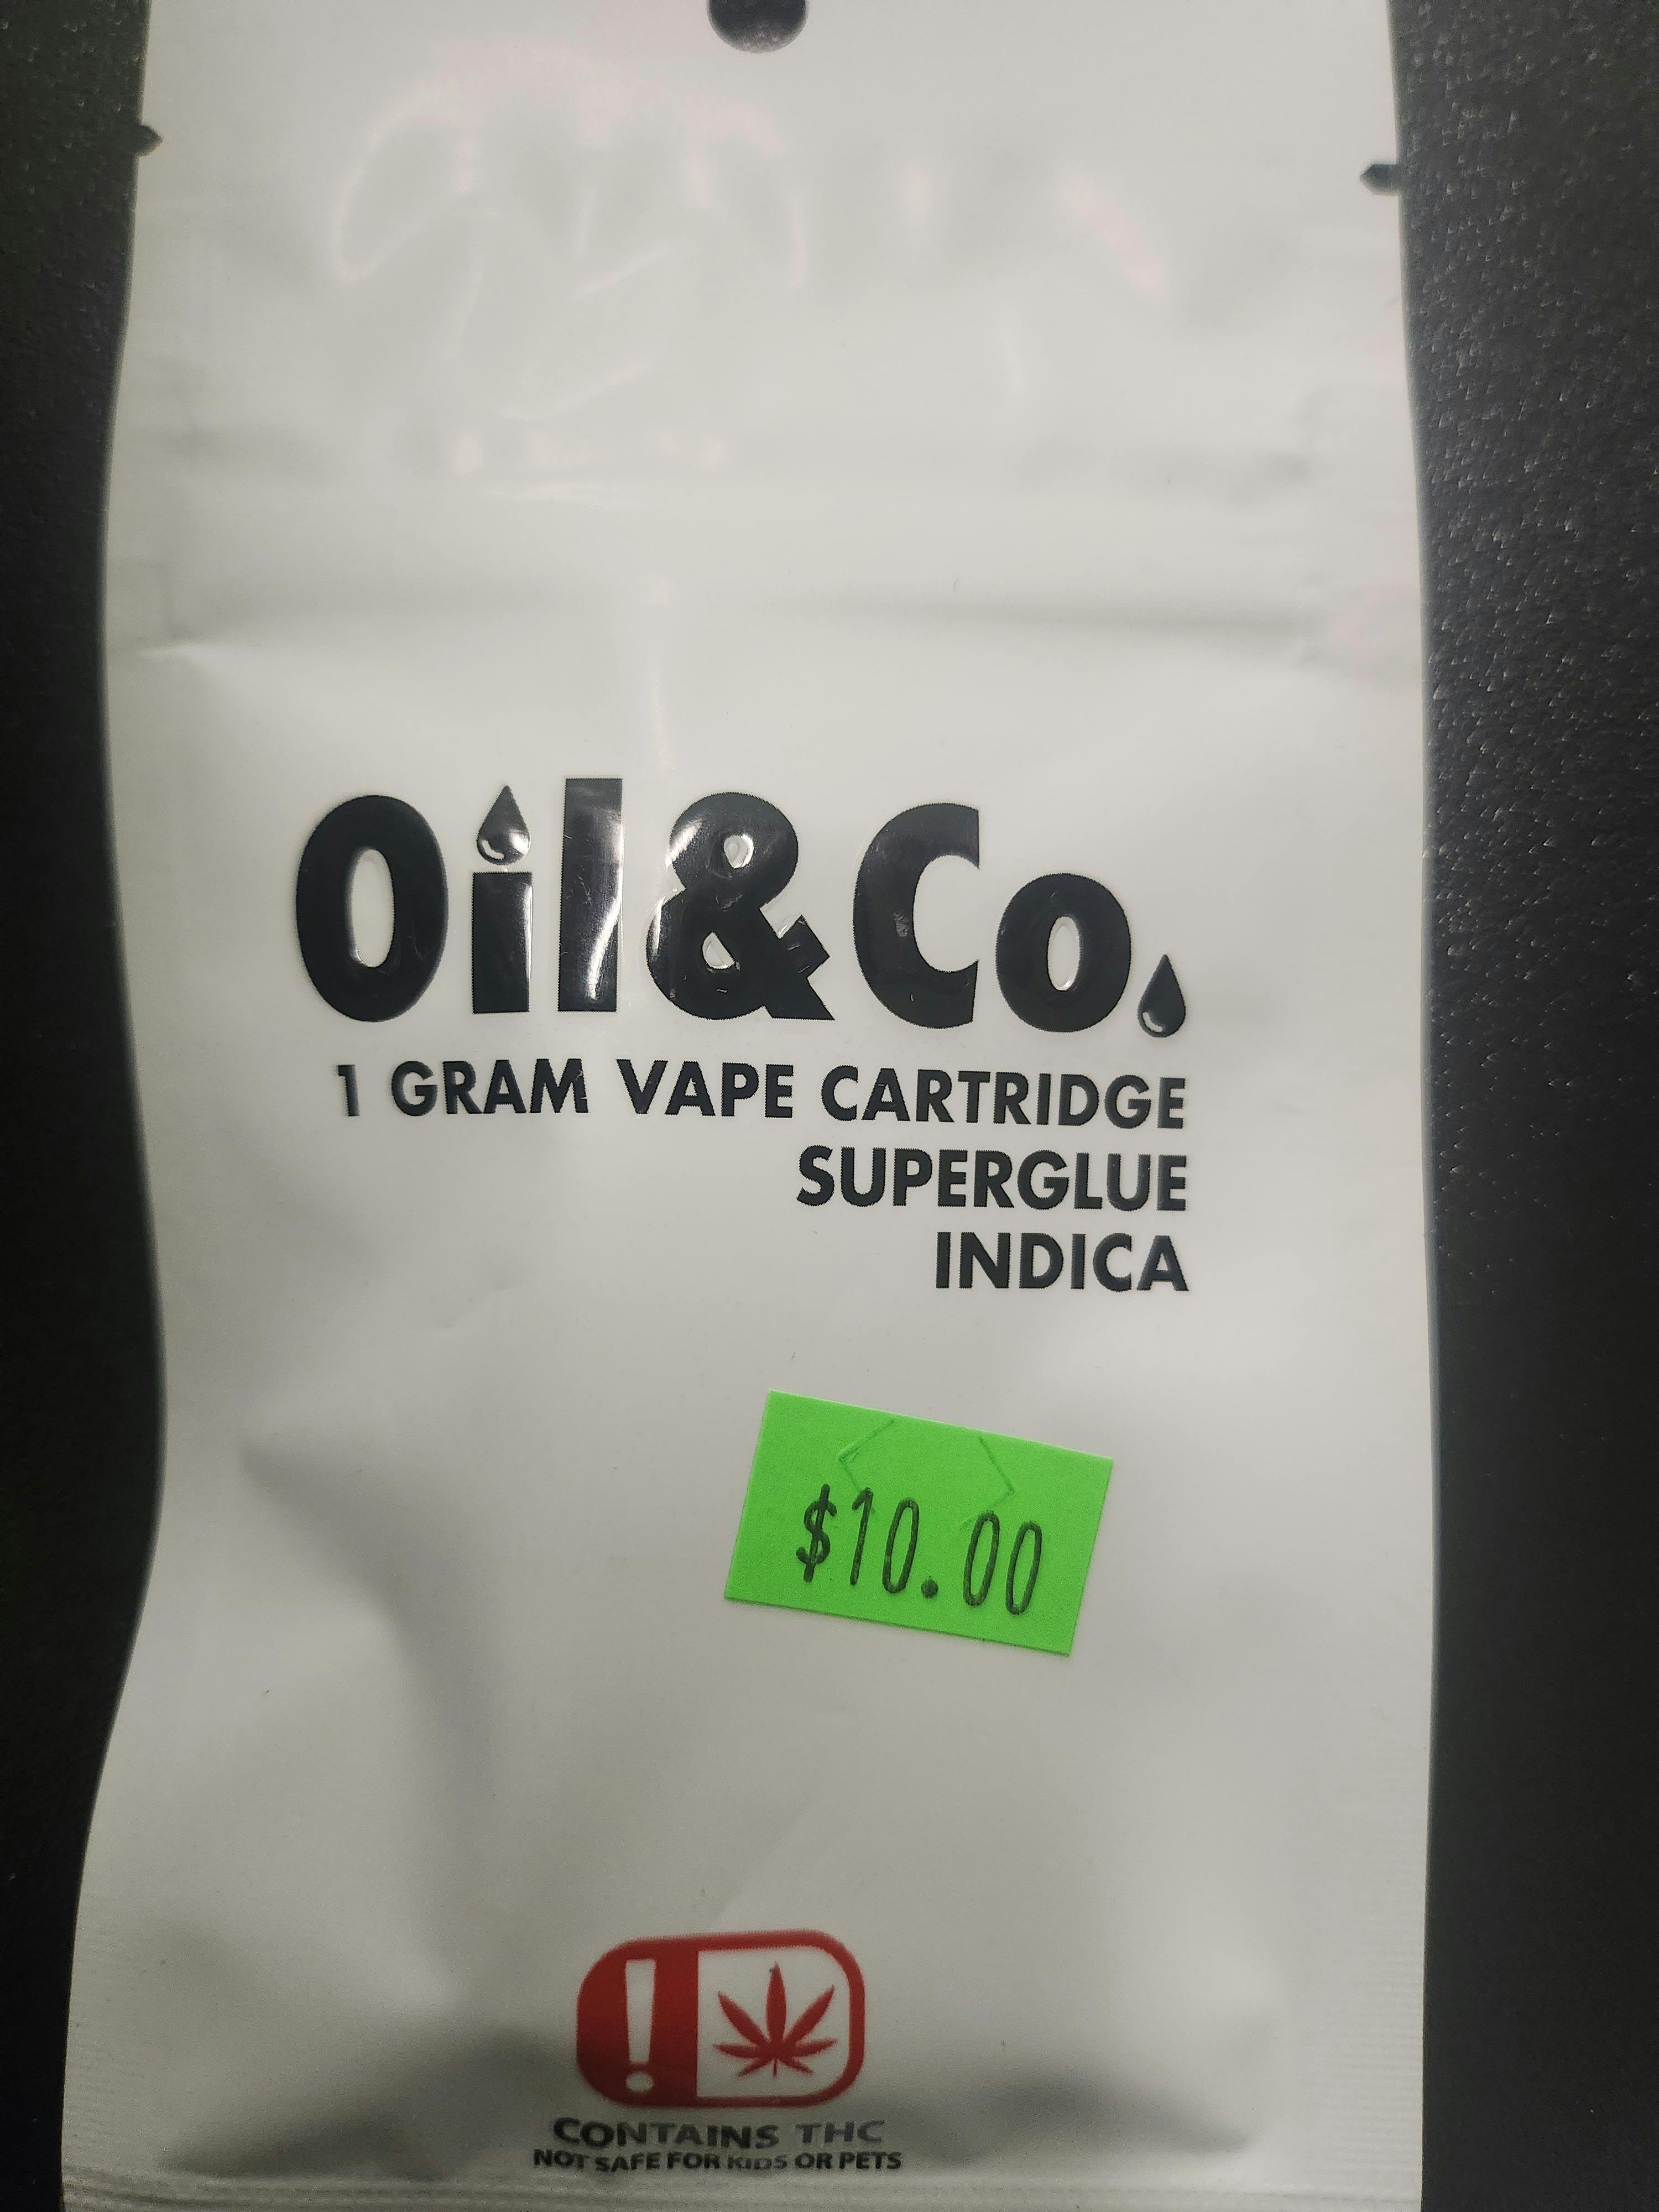 Oil&Co.
1 GRAM VAPE CARTRIDGE
SUPERGLUE
INDICA
$10.00
!
CONTAINS THC
NOT SAFE FOR KIDS OR PETS